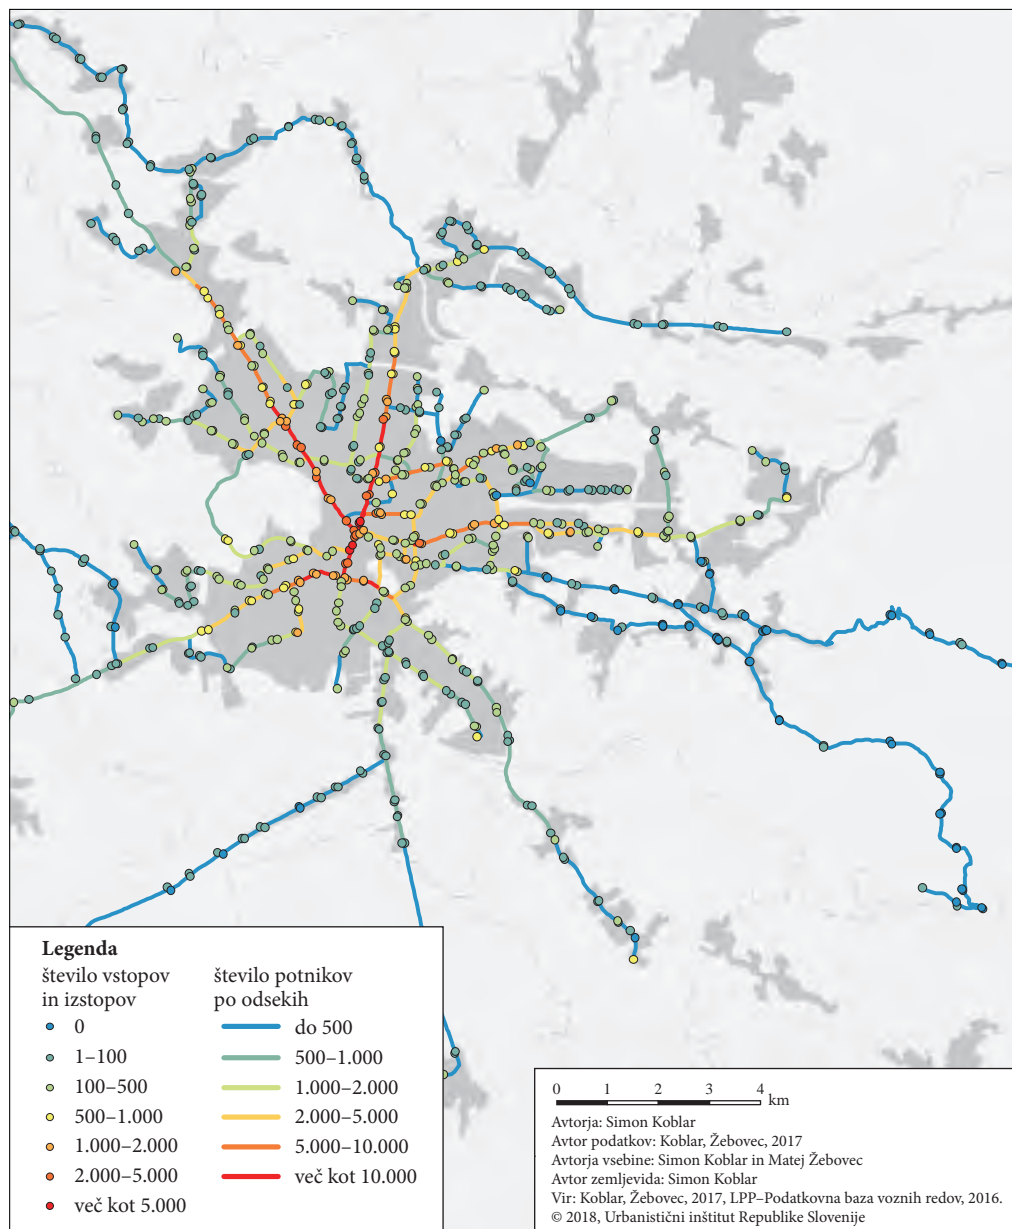 Legenda
število vstopov
in izstopov
0
1–100
100–500
500–1.000
1.000–2.000
2.000–5.000
več kot 5.000
število potnikov
po odsekih
do 500
500–1.000
1.000–2.000
2.000–5.000
5.000–10.000
več kot 10.000
0 1 2 3 4
km
Avtorja: Simon Koblar
Avtor podatkov: Koblar, Žebovec, 2017
Avtorja vsebine: Simon Koblar in Matej Žebovec
Avtor zemljevida: Simon Koblar
Vir: Koblar, Žebovec, 2017, LPP–Podatkovna baza voznih redov, 2016.
© 2018, Urbanistični inštitut Republike Slovenije